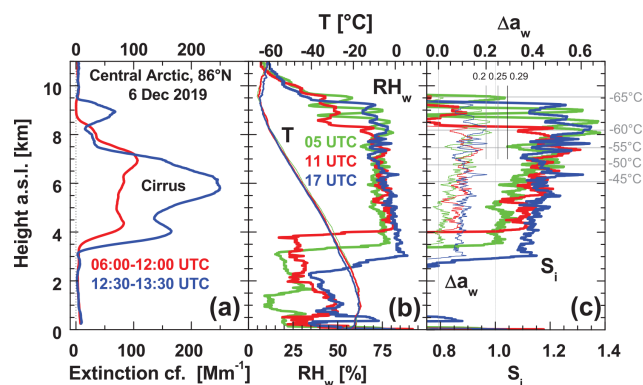 T [°C]
Δa_w
0 100 200
-60 -40 -20 0
0.0 0.2 0.4 0.6
Central Arctic, 86°N
6 Dec 2019
RH_w
0.2 0.25 0.29
-65°C
-60°C
-55°C
-50°C
-45°C
T
05 UTC
11 UTC
17 UTC
Cirrus
Height a.s.l. [km]
10
8
6
4
2
0
06:00-12:00 UTC
12:30-13:30 UTC
Δa_w
S_i
(a)
(b)
(c)
0 100 200
25 50 75
0.8 1.0 1.2 1.4
Extinction cf. [Mm⁻¹]
RH_w [%]
S_i